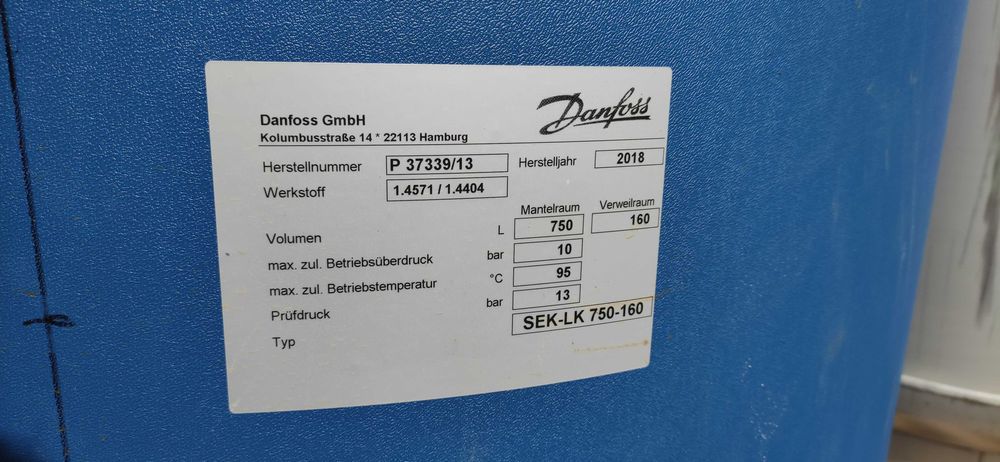 Danfoss GmbH
Kolumbusstraße 14 * 22113 Hamburg
Danfoss
Herstellnummer P 37339/13 Herstelljahr 2018
Werkstoff 1.4571 / 1.4404
Mantelraum Verweilraum
Volumen L 750 160
max. zul. Betriebsüberdruck bar 10
max. zul. Betriebstemperatur °C 95
Prüfdruck bar 13
Typ SEK-LK 750-160